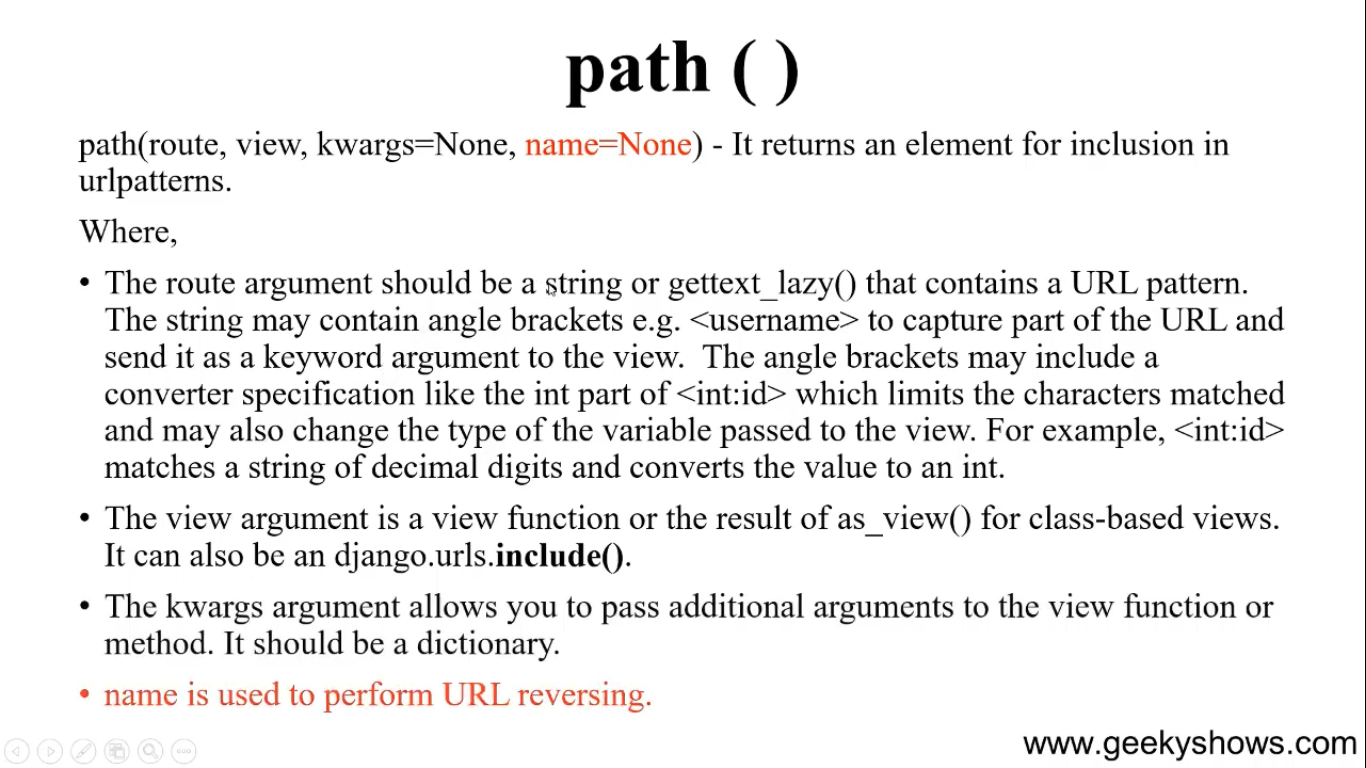 path ( )
path(route, view, kwargs=None, name=None) - It returns an element for inclusion in
urlpatterns.
Where,
• The route argument should be a string or gettext_lazy() that contains a URL pattern.
The string may contain angle brackets e.g. <username> to capture part of the URL and
send it as a keyword argument to the view.  The angle brackets may include a
converter specification like the int part of <int:id> which limits the characters matched
and may also change the type of the variable passed to the view. For example, <int:id>
matches a string of decimal digits and converts the value to an int.
• The view argument is a view function or the result of as_view() for class-based views.
It can also be an django.urls.include().
• The kwargs argument allows you to pass additional arguments to the view function or
method. It should be a dictionary.
• name is used to perform URL reversing.
www.geekyshows.com